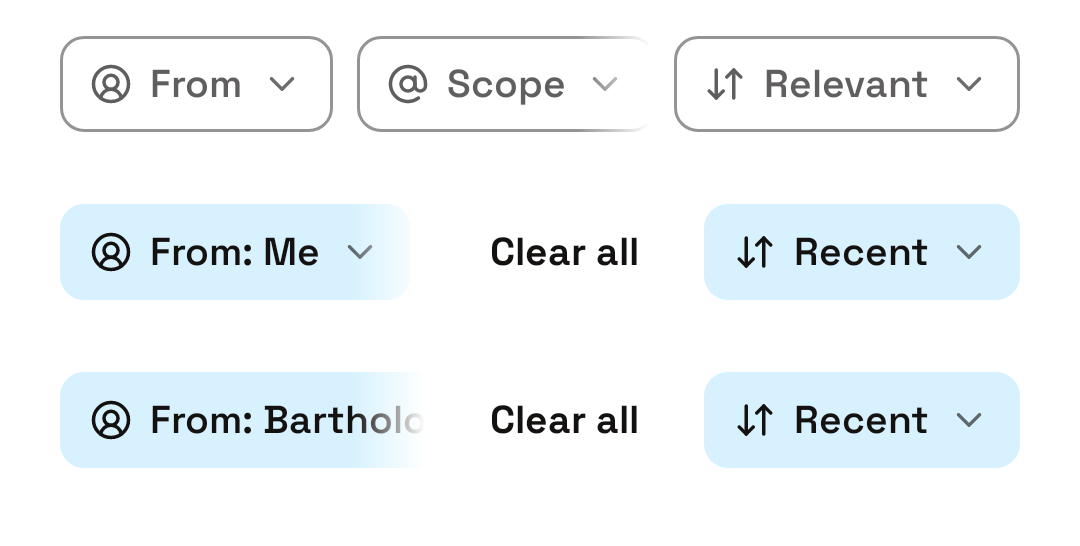 From @ Scope Relevant
From: Me Clear all Recent
From: Bartholo Clear all Recent